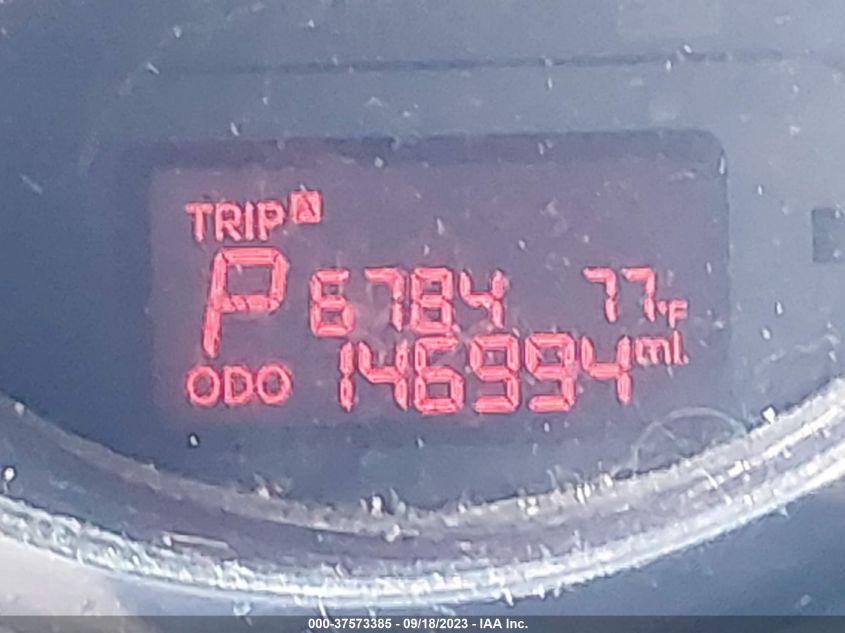 TRIP A
P 6784 77°F
ODO 146994 mi.
000-37573385 - 09/18/2023 - IAA Inc.